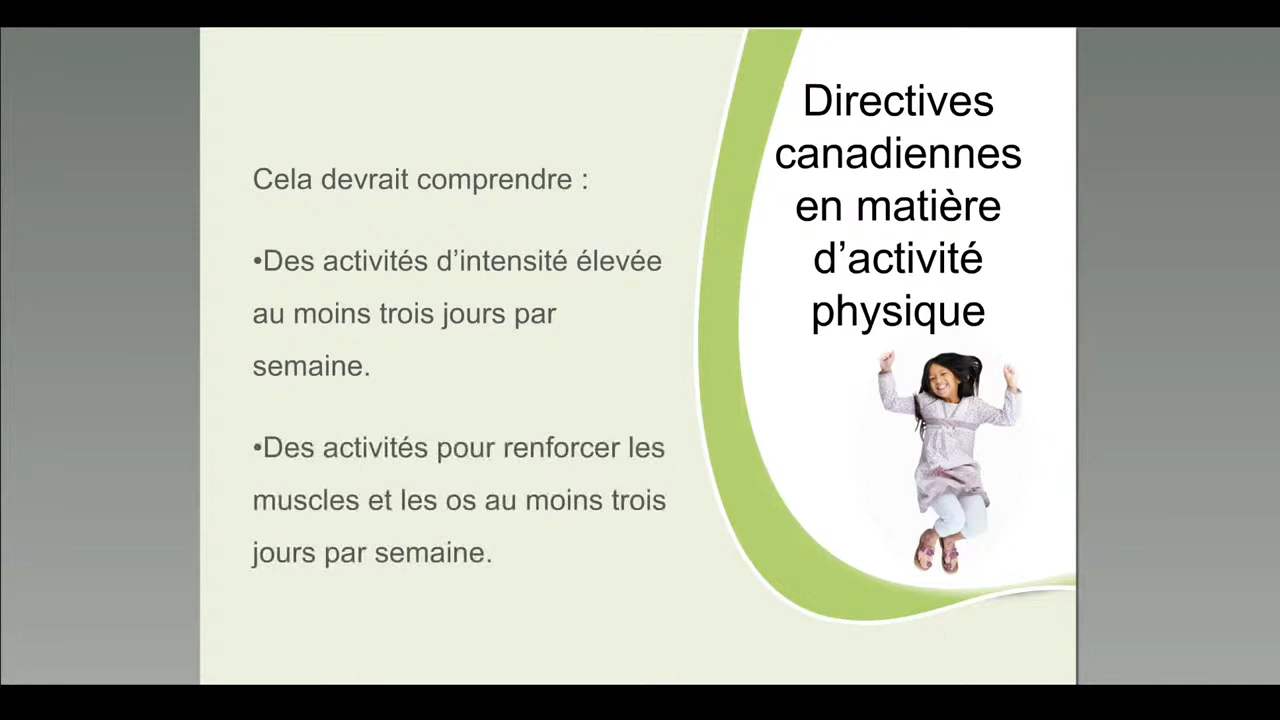 Directives
canadiennes
en matière
d’activité
physique
Cela devrait comprendre :
•Des activités d’intensité élevée
au moins trois jours par
semaine.
•Des activités pour renforcer les
muscles et les os au moins trois
jours par semaine.